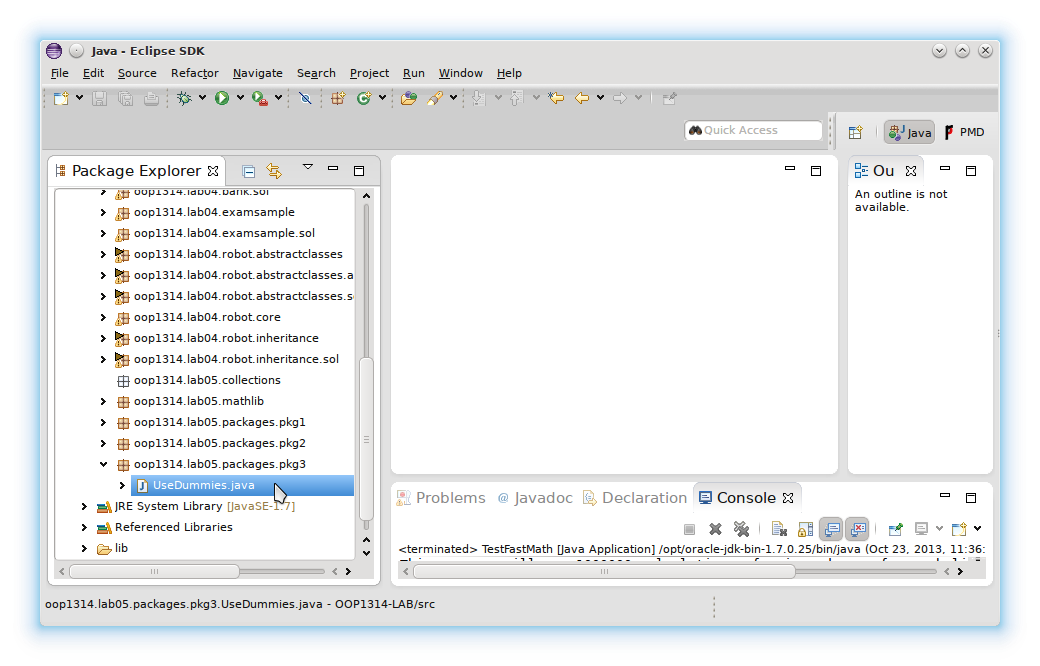 Java - Eclipse SDK
File Edit Source Refactor Navigate Search Project Run Window Help
Quick Access
Java
PMD
Package Explorer
oop1314.lab04.bank.sol
oop1314.lab04.examsample
oop1314.lab04.examsample.sol
oop1314.lab04.robot.abstractclasses
oop1314.lab04.robot.abstractclasses.a
oop1314.lab04.robot.abstractclasses.s
oop1314.lab04.robot.core
oop1314.lab04.robot.inheritance
oop1314.lab04.robot.inheritance.sol
oop1314.lab05.collections
oop1314.lab05.mathlib
oop1314.lab05.packages.pkg1
oop1314.lab05.packages.pkg2
oop1314.lab05.packages.pkg3
UseDummies.java
JRE System Library [JavaSE-1.7]
Referenced Libraries
lib
Ou
An outline is not
available.
Problems @ Javadoc Declaration Console
<terminated> TestFastMath [Java Application] /opt/oracle-jdk-bin-1.7.0.25/bin/java (Oct 23, 2013, 11:36:
oop1314.lab05.packages.pkg3.UseDummies.java - OOP1314-LAB/src